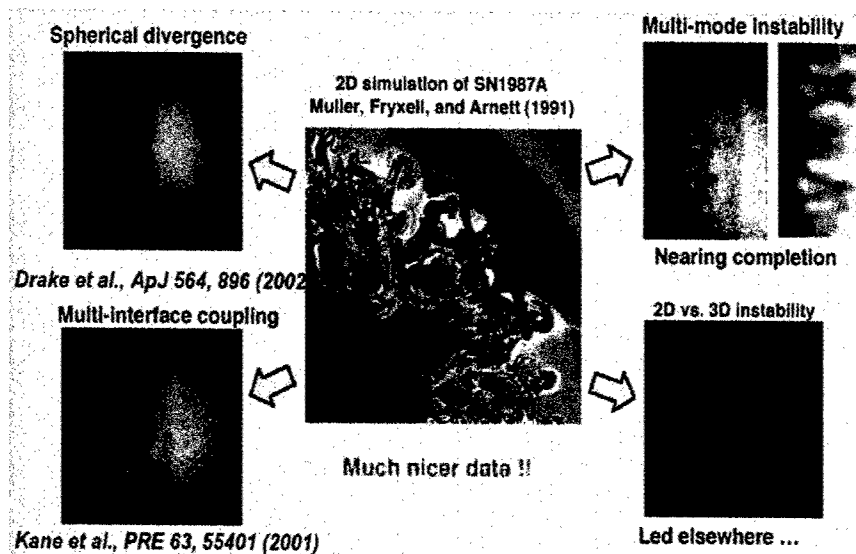 Spherical divergence
Drake et al., ApJ 564, 896 (2002
Multi-interface coupling
Kane et al., PRE 63, 55401 (2001)
2D simulation of SN1987A
Muller, Fryxell, and Arnett (1991)
Much nicer data !!
Multi-mode Instability
Nearing completion
2D vs. 3D instability
Led elsewhere ...